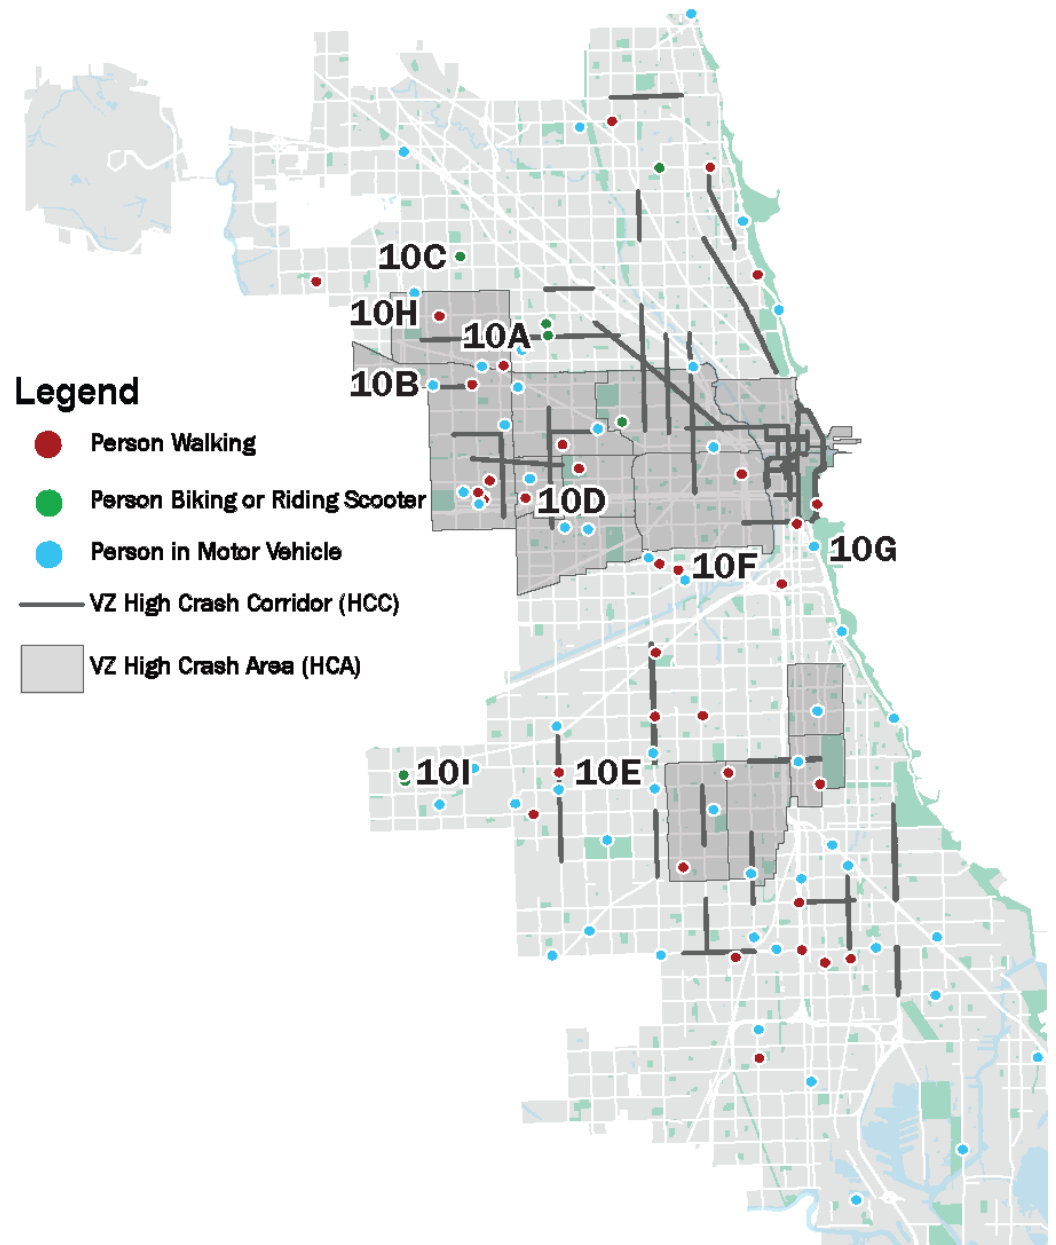 10C
10H
10A
10B
Legend
Person Walking
Person Biking or Riding Scooter
10D
Person in Motor Vehicle
10G
10F
VZ High Crash Corridor (HCC)
VZ High Crash Area (HCA)
10I
10E